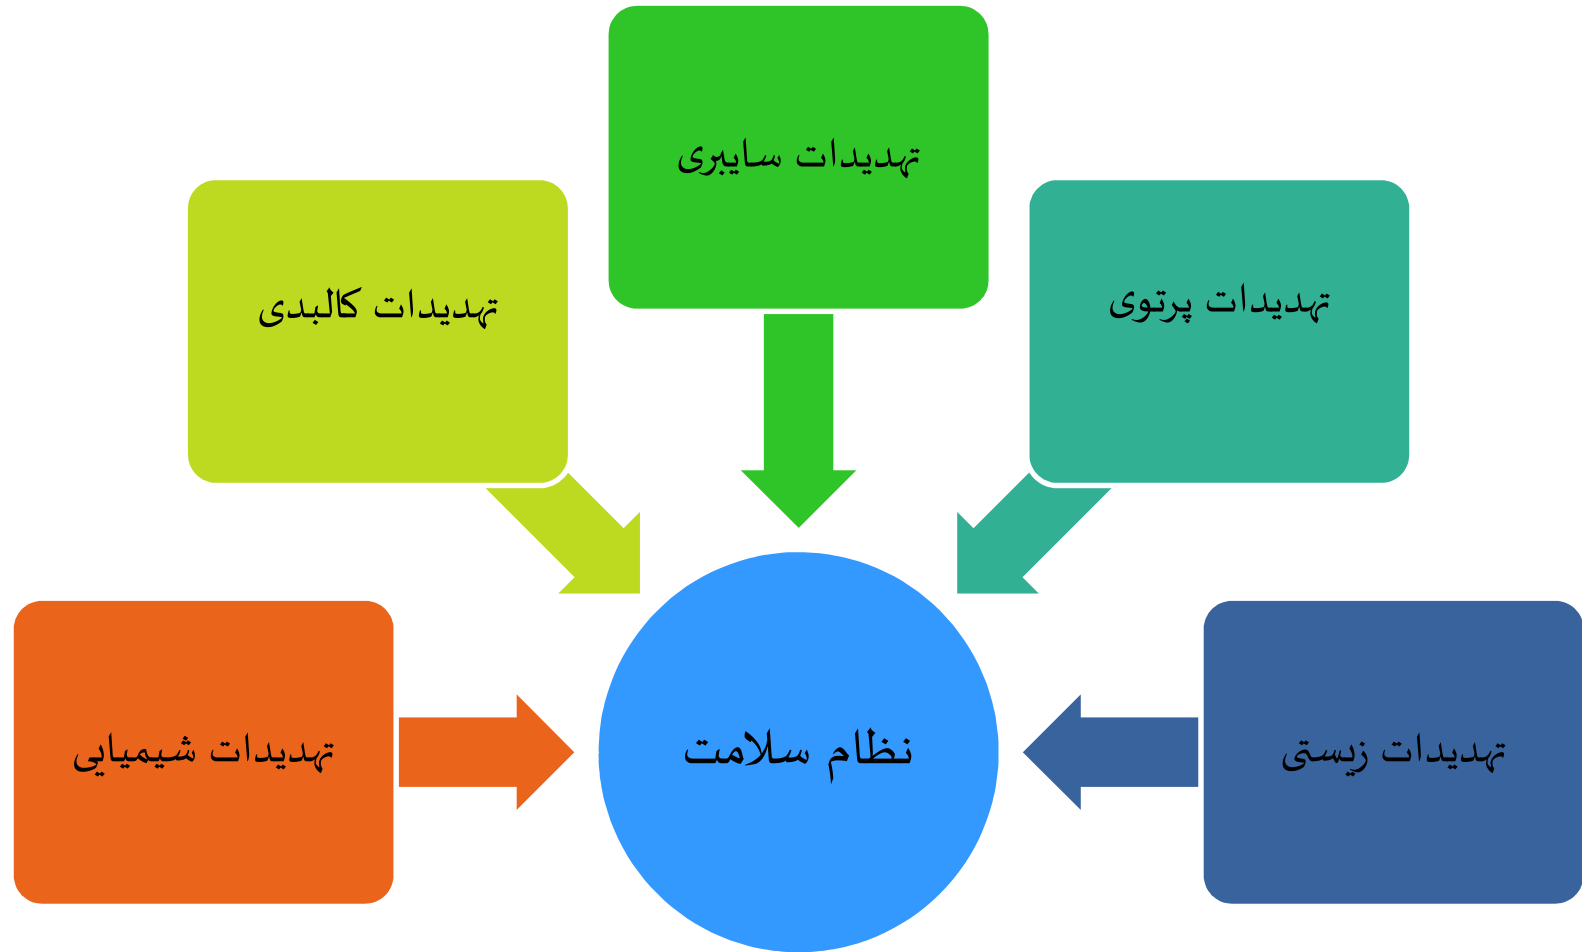 تهدیدات سایبری
تهدیدات پرتوی
تهدیدات کالبدی
تهدیدات زیستی
نظام سلامت
تهدیدات شیمیایی